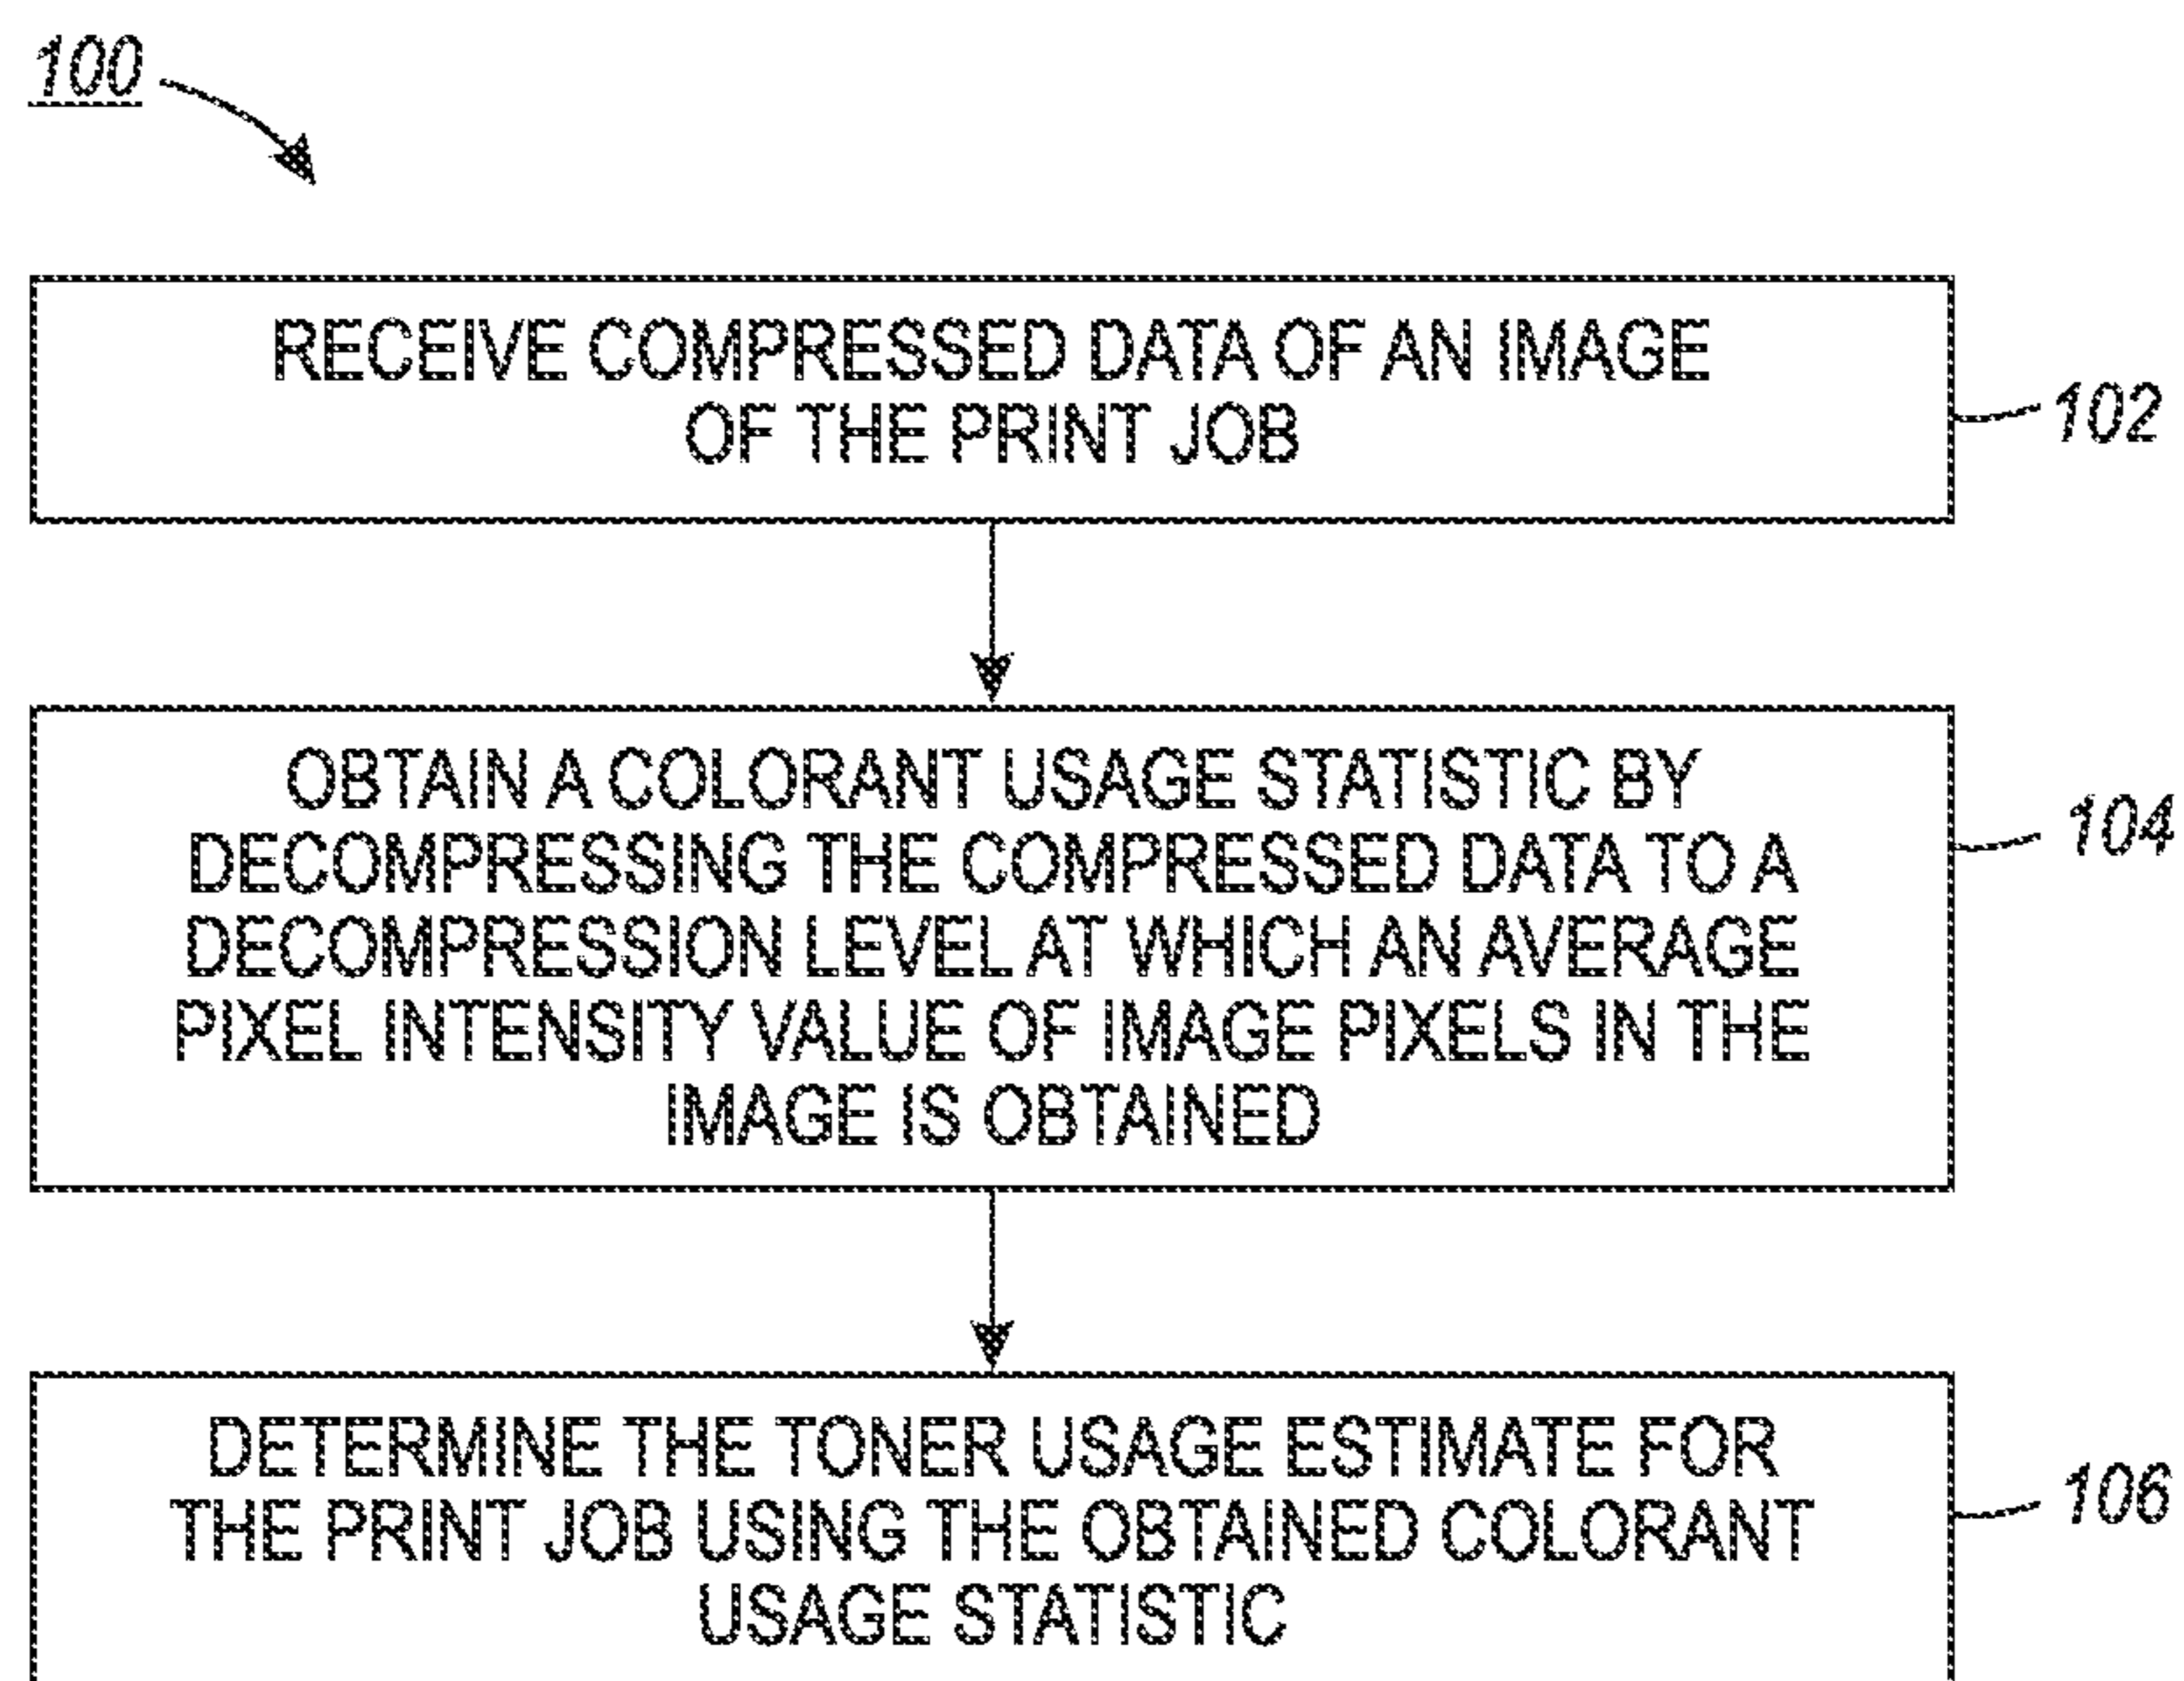 100
RECEIVE COMPRESSED DATA OF AN IMAGE
OF THE PRINT JOB
102
OBTAIN A COLORANT USAGE STATISTIC BY
DECOMPRESSING THE COMPRESSED DATA TO A
DECOMPRESSION LEVEL AT WHICH AN AVERAGE
PIXEL INTENSITY VALUE OF IMAGE PIXELS IN THE
IMAGE IS OBTAINED
104
DETERMINE THE TONER USAGE ESTIMATE FOR
THE PRINT JOB USING THE OBTAINED COLORANT
USAGE STATISTIC
106